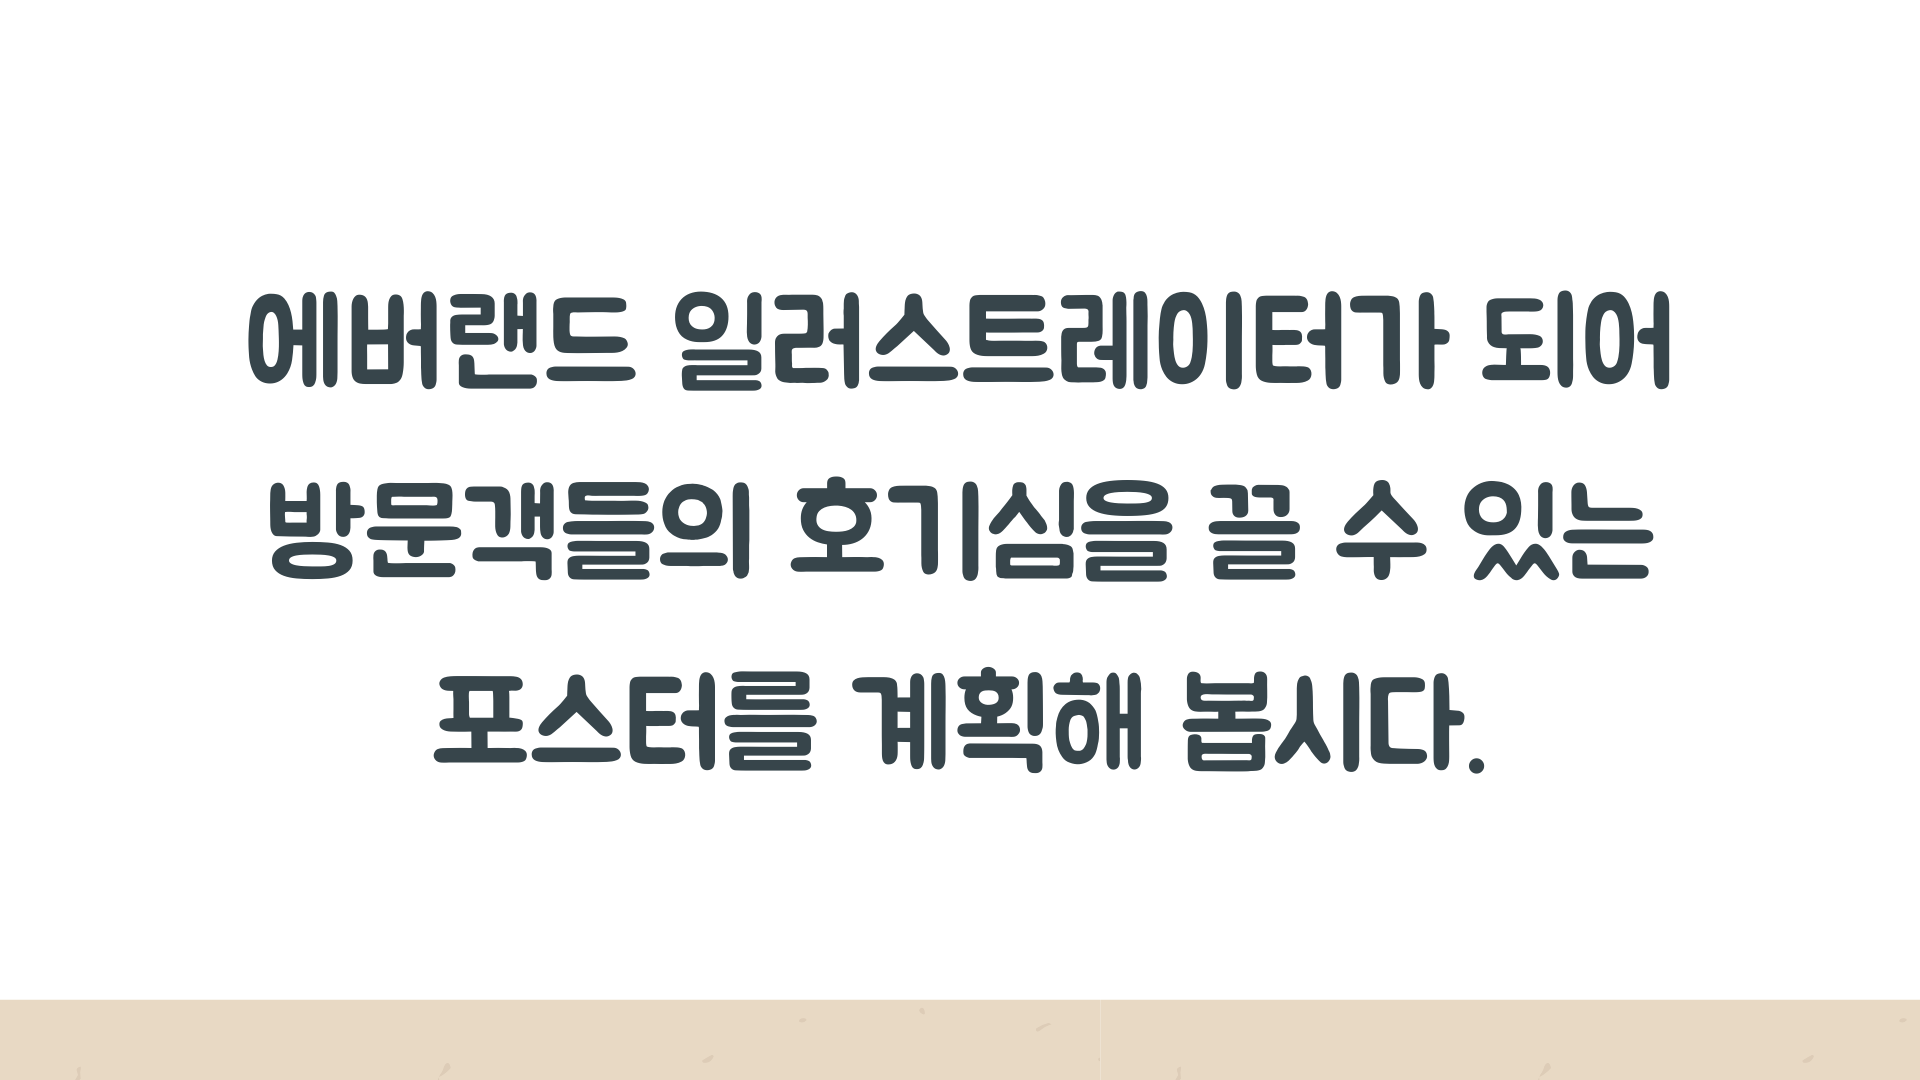 에버랜드 일러스트레이터가 되어
방문객들의 호기심을 끌 수 있는
포스터를 계획해 봅시다.